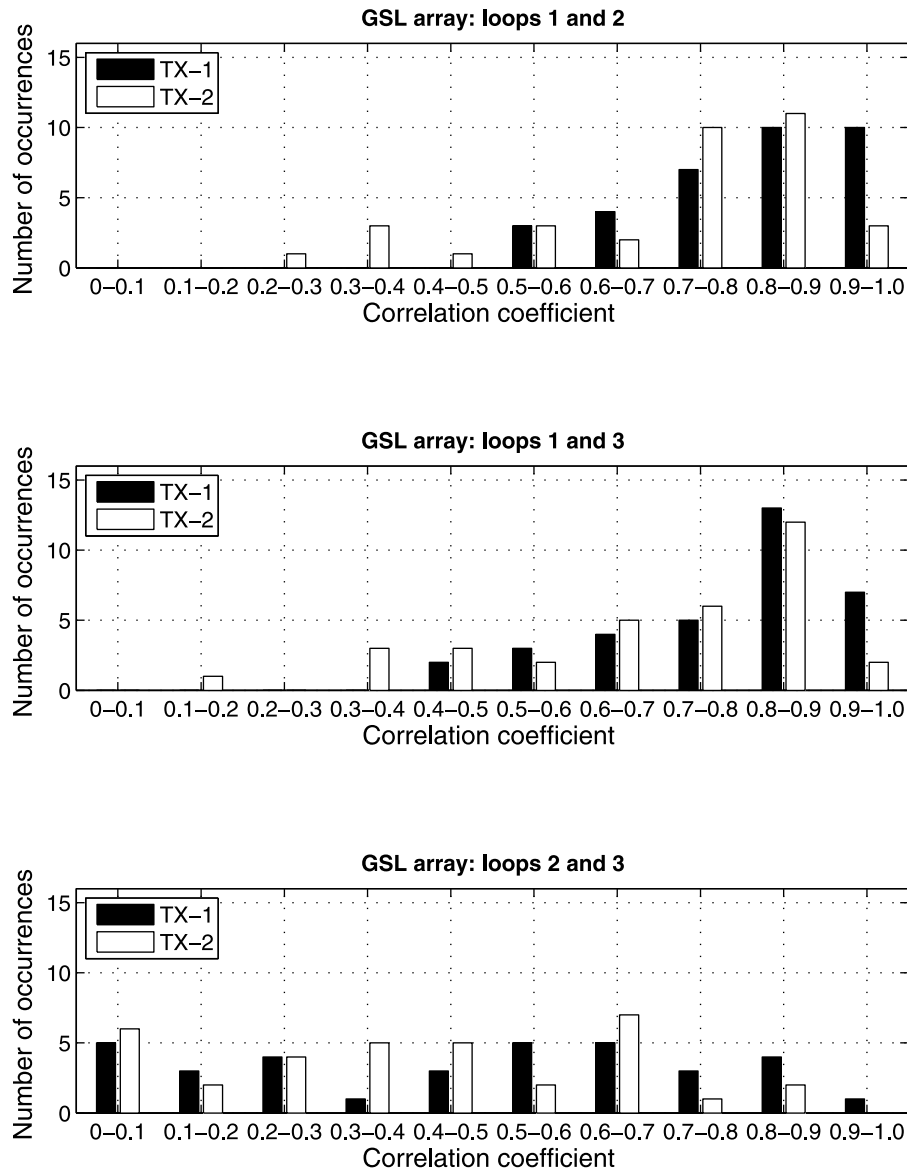 GSL array: loops 1 and 2
Number of occurrences
15
10
5
0
TX−1
TX−2
0−0.1 0.1−0.2 0.2−0.3 0.3−0.4 0.4−0.5 0.5−0.6 0.6−0.7 0.7−0.8 0.8−0.9 0.9−1.0
Correlation coefficient
GSL array: loops 1 and 3
Number of occurrences
15
10
5
0
TX−1
TX−2
0−0.1 0.1−0.2 0.2−0.3 0.3−0.4 0.4−0.5 0.5−0.6 0.6−0.7 0.7−0.8 0.8−0.9 0.9−1.0
Correlation coefficient
GSL array: loops 2 and 3
Number of occurrences
15
10
5
0
TX−1
TX−2
0−0.1 0.1−0.2 0.2−0.3 0.3−0.4 0.4−0.5 0.5−0.6 0.6−0.7 0.7−0.8 0.8−0.9 0.9−1.0
Correlation coefficient